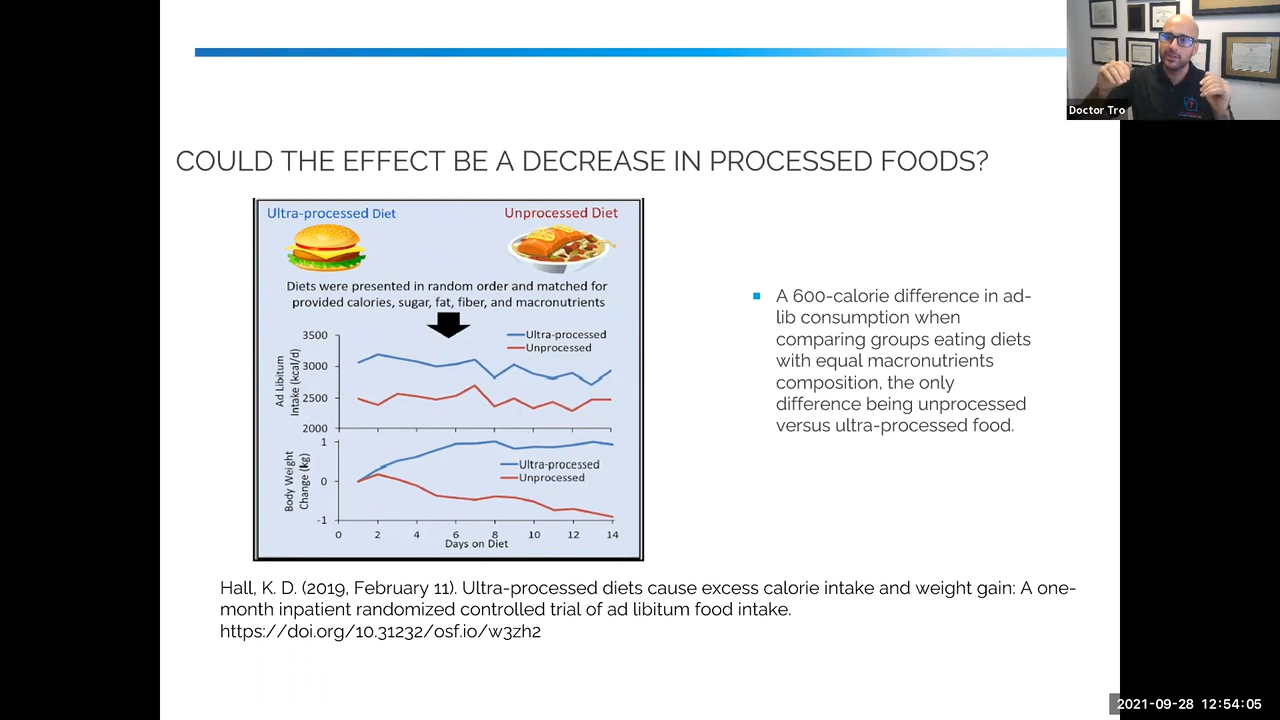 Doctor Tro
COULD THE EFFECT BE A DECREASE IN PROCESSED FOODS?
Ultra-processed Diet
Unprocessed Diet
Diets were presented in random order and matched for
provided calories, sugar, fat, fiber, and macronutrients
Ad Libitum
Intake (kcal/d)
3500
3000
2500
2000
Ultra-processed
Unprocessed
Body Weight
Change (kg)
1
0
-1
Ultra-processed
Unprocessed
0 2 4 6 8 10 12 14
Days on Diet
A 600-calorie difference in ad-
lib consumption when
comparing groups eating diets
with equal macronutrients
composition, the only
difference being unprocessed
versus ultra-processed food.
Hall, K. D. (2019, February 11). Ultra-processed diets cause excess calorie intake and weight gain: A one-
month inpatient randomized controlled trial of ad libitum food intake.
https://doi.org/10.31232/osf.io/w3zh2
2021-09-28 12:54:05